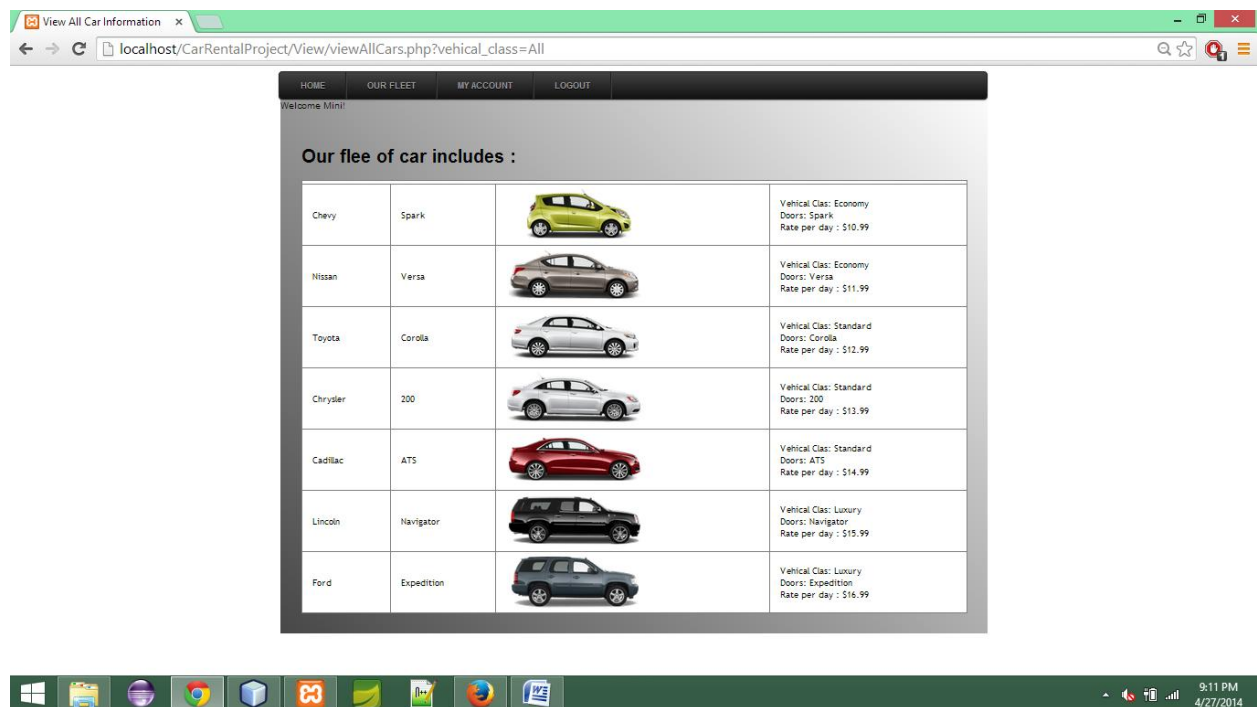 View All Car Information
localhost/CarRentalProject/View/viewAllCars.php?vehical_class=All
HOME OUR FLEET MY ACCOUNT LOGOUT
Welcome Mini!
Our flee of car includes :
Chevy Spark
Vehical Clas: Economy
Doors: Spark
Rate per day : $10.99
Nissan Versa
Vehical Clas: Economy
Doors: Versa
Rate per day : $11.99
Toyota Corolla
Vehical Clas: Standard
Doors: Corolla
Rate per day : $12.99
Chrysler 200
Vehical Clas: Standard
Doors: 200
Rate per day : $13.99
Cadillac ATS
Vehical Clas: Standard
Doors: ATS
Rate per day : $14.99
Lincoln Navigator
Vehical Clas: Luxury
Doors: Navigator
Rate per day : $15.99
Ford Expedition
Vehical Clas: Luxury
Doors: Expedition
Rate per day : $16.99
9:11 PM
4/27/2014